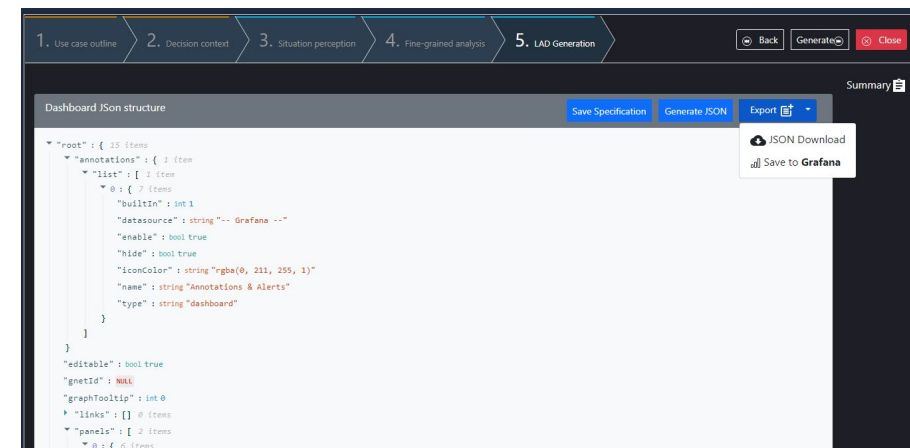 1. Use case outline 2. Decision context 3. Situation perception 4. Fine-grained analysis 5. LAD Generation Back Generate Close
Summary
Dashboard JSon structure Save Specification Generate JSON Export
JSON Download
Save to Grafana
"root" : { 15 items
"annotations" : { 1 item
"list" : [ 1 item
0 : { 7 items
"builtIn" : int 1
"datasource" : string "-- Grafana --"
"enable" : bool true
"hide" : bool true
"iconColor" : string "rgba(0, 211, 255, 1)"
"name" : string "Annotations & Alerts"
"type" : string "dashboard"
}
]
}
"editable" : bool true
"gnetId" : NULL
"graphTooltip" : int 0
"links" : [] 0 items
"panels" : [ 2 items
0 : { 6 items